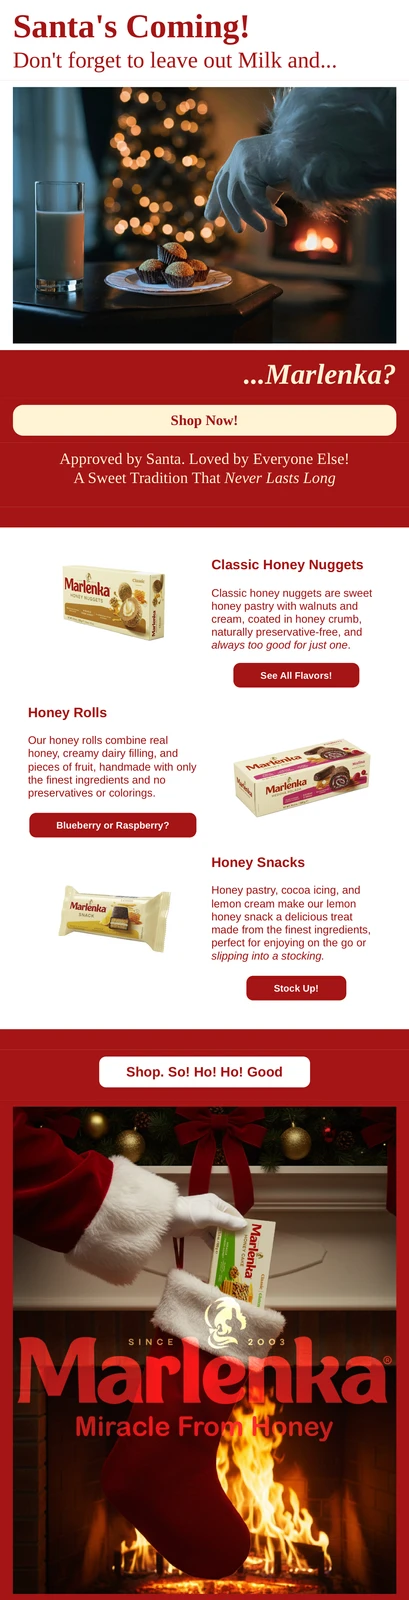 Santa's Coming!
Don't forget to leave out Milk and...
...Marlenka?
Shop Now!
Approved by Santa. Loved by Everyone Else!
A Sweet Tradition That Never Lasts Long
Marlenka
HONEY NUGGETS
Classic
Classic Honey Nuggets
Classic honey nuggets are sweet
honey pastry with walnuts and
cream, coated in honey crumb,
naturally preservative-free, and
always too good for just one.
See All Flavors!
Honey Rolls
Our honey rolls combine real
honey, creamy dairy filling, and
pieces of fruit, handmade with only
the finest ingredients and no
preservatives or colorings.
Blueberry or Raspberry?
Marlenka
Marlenka
Honey Snacks
Marlenka
SNACK
Honey pastry, cocoa icing, and
lemon cream make our lemon
honey snack a delicious treat
made from the finest ingredients,
perfect for enjoying on the go or
slipping into a stocking.
Stock Up!
Shop. So! Ho! Ho! Good
Marlenka
HONEY CAKE
SINCE 2003
Marlenka®
Miracle From Honey